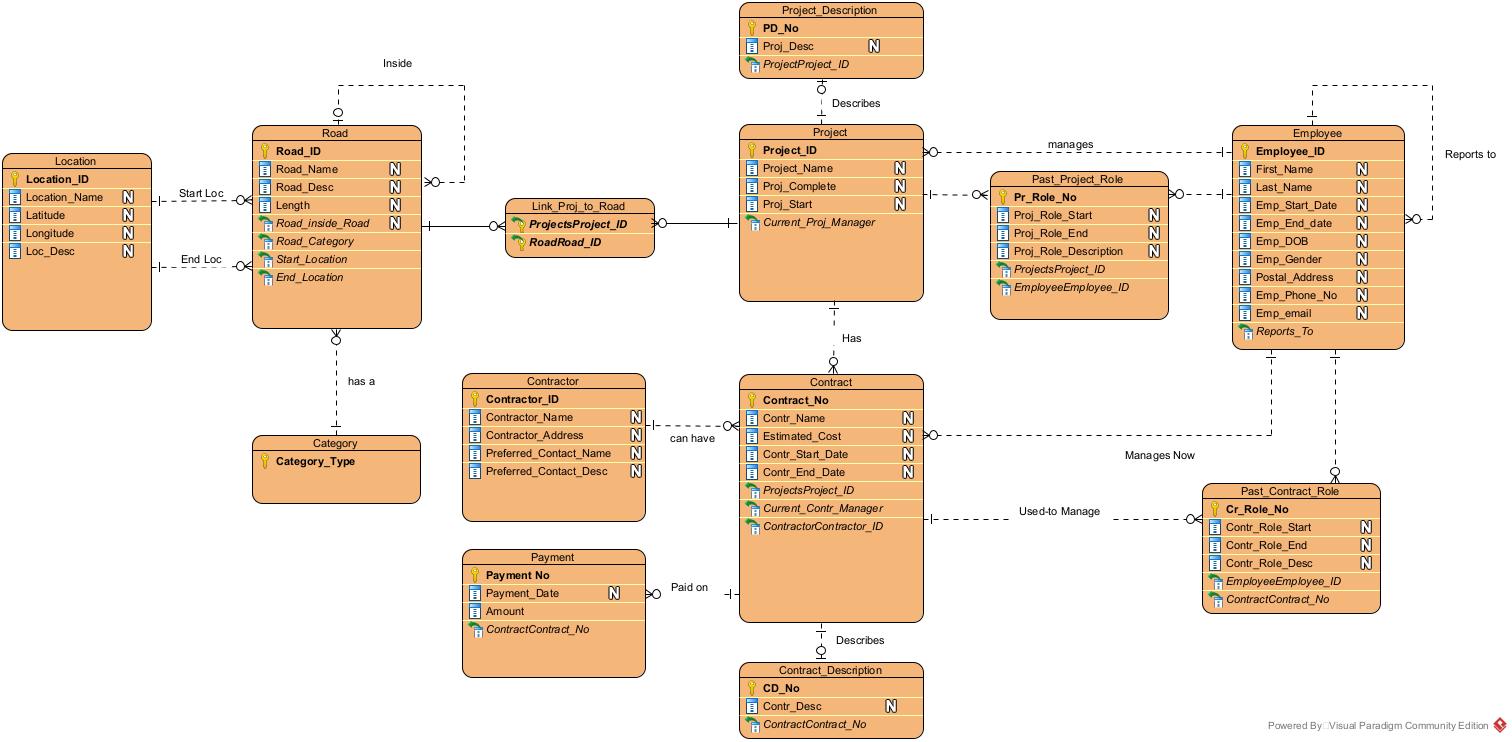 Project_Description
PD_No
Proj_Desc N
ProjectProject_ID
Describes
Inside
Road
Road_ID
Road_Name N
Road_Desc N
Length N
Road_inside_Road N
Road_Category
Start_Location
End_Location
Location
Location_ID
Location_Name N
Latitude N
Longitude N
Loc_Desc N
Start Loc
End Loc
Link_Proj_to_Road
ProjectsProject_ID
RoadRoad_ID
Project
Project_ID
Project_Name N
Proj_Complete N
Proj_Start N
Current_Proj_Manager
manages
Past_Project_Role
Pr_Role_No
Proj_Role_Start N
Proj_Role_End N
Proj_Role_Description N
ProjectsProject_ID
EmployeeEmployee_ID
Employee
Employee_ID
First_Name N
Last_Name N
Emp_Start_Date N
Emp_End_date N
Emp_DOB N
Emp_Gender N
Postal_Address N
Emp_Phone_No N
Emp_email N
Reports_To
Reports to
Has
has a
Category
Category_Type
Contractor
Contractor_ID
Contractor_Name N
Contractor_Address N
Preferred_Contact_Name N
Preferred_Contact_Desc N
can have
Contract
Contract_No
Contr_Name N
Estimated_Cost N
Contr_Start_Date N
Contr_End_Date N
ProjectsProject_ID
Current_Contr_Manager
ContractorContractor_ID
Manages Now
Used-to Manage
Past_Contract_Role
Cr_Role_No
Contr_Role_Start N
Contr_Role_End N
Contr_Role_Desc N
EmployeeEmployee_ID
ContractContract_No
Payment
Payment No
Payment_Date N
Amount
ContractContract_No
Paid on
Describes
Contract_Description
CD_No
Contr_Desc N
ContractContract_No
Powered By Visual Paradigm Community Edition